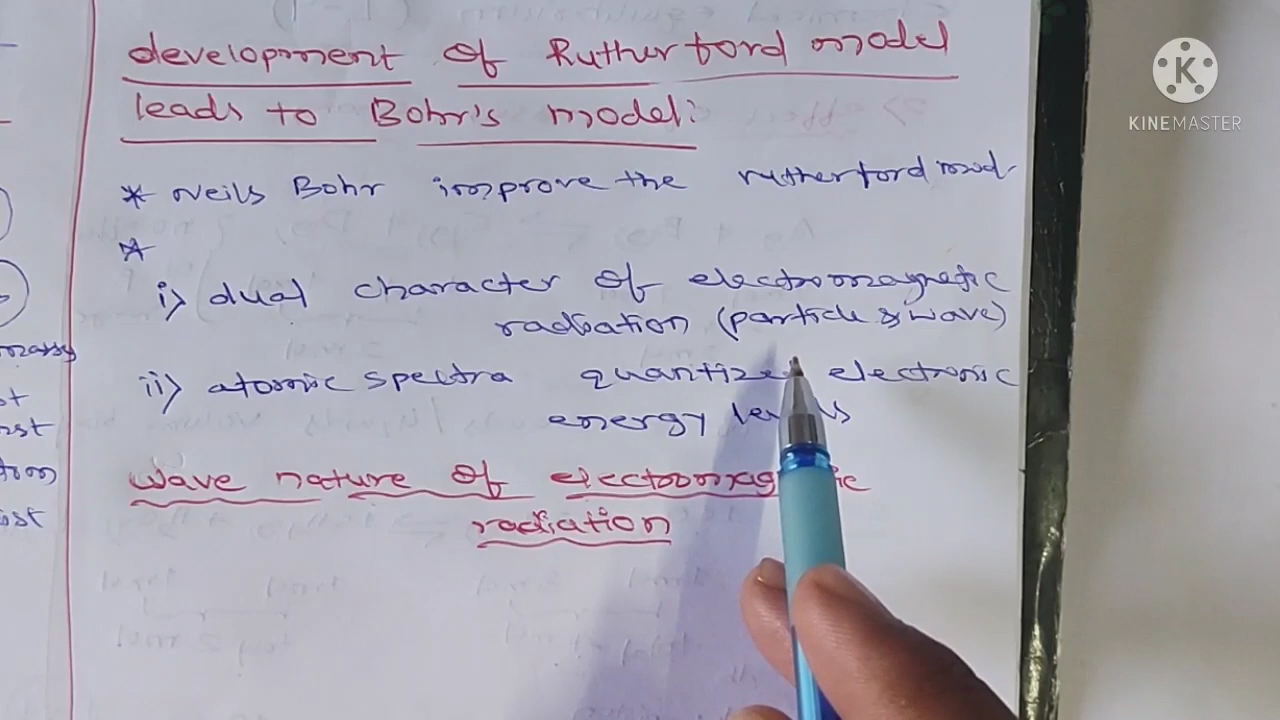 development of Rutherford model
leads to Bohr's model:
* Neils Bohr improve the rutherford mod.
*
i) dual character of electromagnetic
radiation (particle & wave)
ii) atomic spectra quantized electronic
energy levels
wave nature of electromagnetic
radiation
KINEMASTER